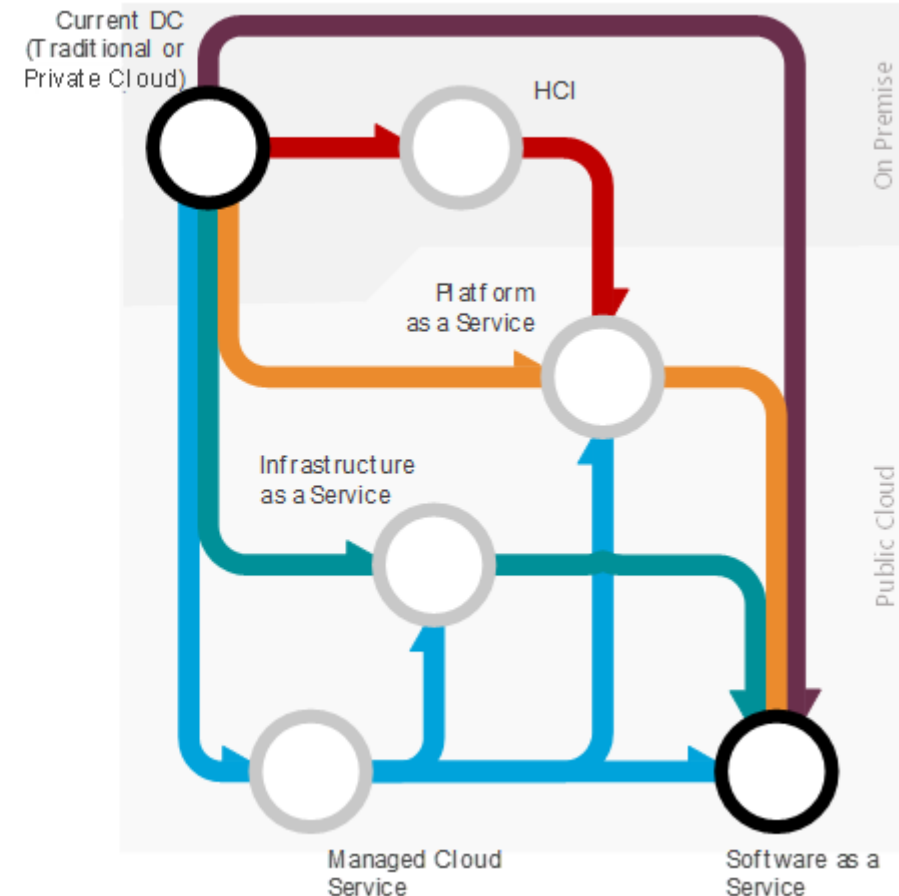 Current DC
(Traditional or
Private Cloud)
HCI
On Premise
Platform
as a Service
Infrastructure
as a Service
Public Cloud
Managed Cloud
Service
Software as a
Service